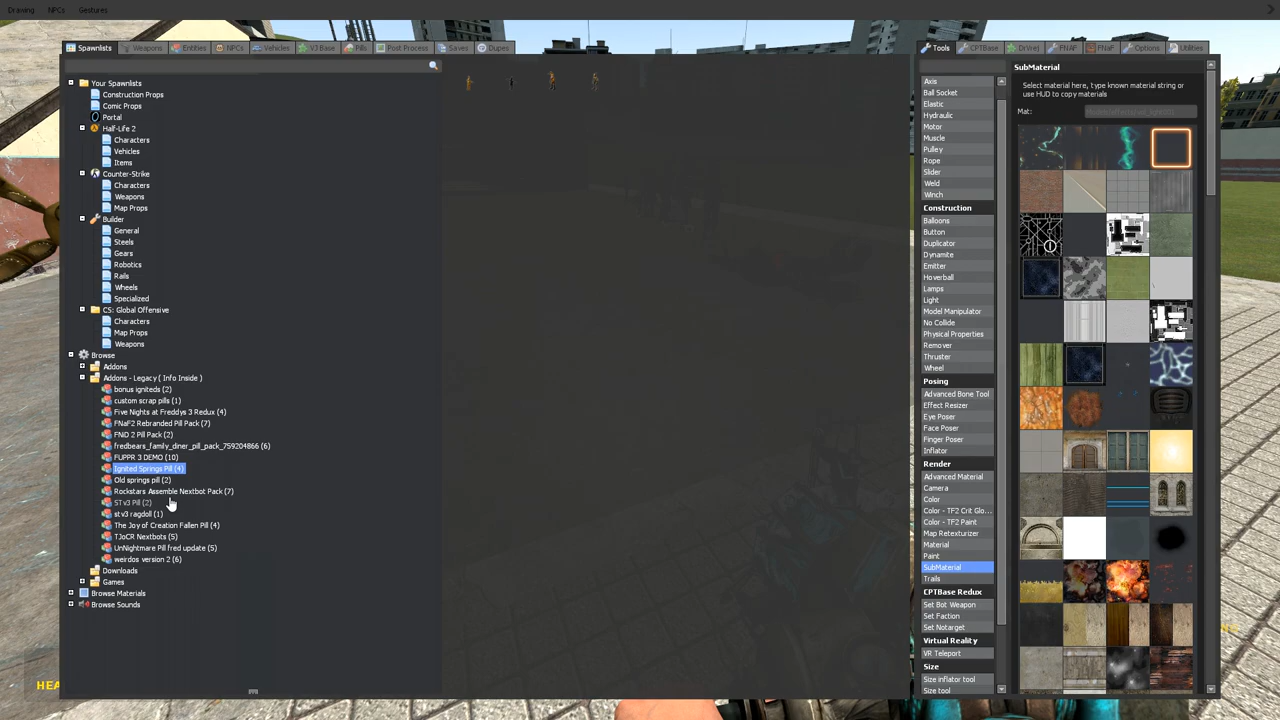 Drawing NPCs Gestures
Spawnlists Weapons Entities NPCs Vehicles VJ Base Pills Post Process Saves Dupes
Your Spawnlists
Construction Props
Comic Props
Portal
Half-Life 2
Characters
Vehicles
Items
Counter-Strike
Characters
Weapons
Map Props
Builder
General
Steels
Gears
Robotics
Rails
Wheels
Specialized
CS: Global Offensive
Characters
Map Props
Weapons
Browse
Addons
Addons - Legacy ( Info Inside )
bonus igniteds (2)
custom scrap pills (1)
Five Nights at Freddys 3 Redux (4)
FNaF2 Rebranded Pill Pack (7)
FNID 2 Pill Pack (2)
fredbears_family_diner_pill_pack_759204866 (6)
FUPPR 3 DEMO (10)
Ignited Springs Pill (4)
Old springs pill (2)
Rockstars Assemble Nextbot Pack (7)
STv3 Pill (2)
stv3 ragdoll (1)
The Joy of Creation Fallen Pill (4)
TJoCR Nextbots (5)
UnNightmare Pill fred update (5)
weirdos version 2 (6)
Downloads
Games
Browse Materials
Browse Sounds
HEA
Tools CPTBase DrVrej FNAF FNaF Options Utilities
Axis
Ball Socket
Elastic
Hydraulic
Motor
Muscle
Pulley
Rope
Slider
Weld
Winch
Construction
Balloons
Button
Duplicator
Dynamite
Emitter
Hoverball
Lamps
Light
Model Manipulator
No Collide
Physical Properties
Remover
Thruster
Wheel
Posing
Advanced Bone Tool
Effect Resizer
Eye Poser
Face Poser
Finger Poser
Inflator
Render
Advanced Material
Camera
Color
Color - TF2 Crit Glo...
Color - TF2 Paint
Map Retexturizer
Material
Paint
SubMaterial
Trails
CPTBase Redux
Set Bot Weapon
Set Faction
Set Notarget
Virtual Reality
VR Teleport
Size
Size inflator tool
Size tool
SubMaterial
Select material here, type known material string or
use HUD to copy materials
Mat: